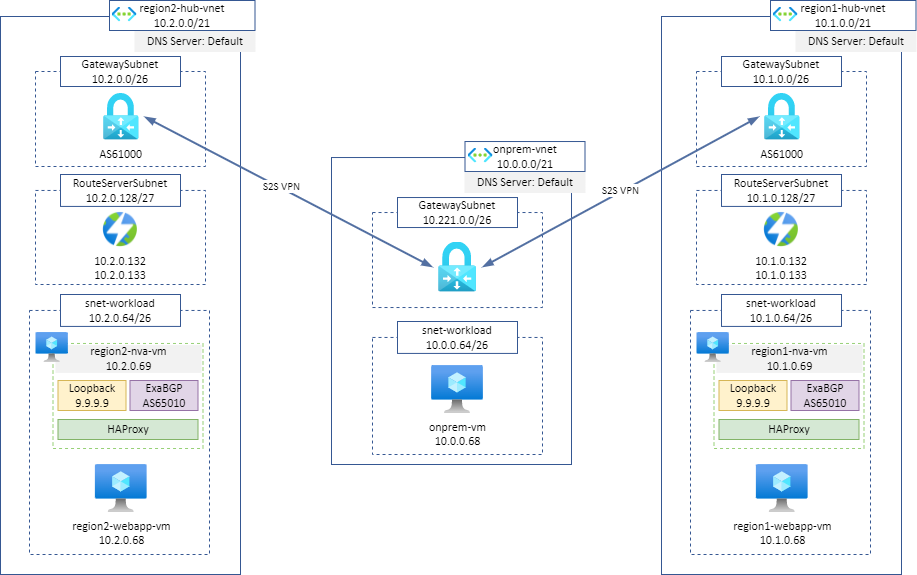 region2-hub-vnet
10.2.0.0/21
DNS Server: Default
GatewaySubnet
10.2.0.0/26
AS61000
RouteServerSubnet
10.2.0.128/27
10.2.0.132
10.2.0.133
snet-workload
10.2.0.64/26
region2-nva-vm
10.2.0.69
Loopback
9.9.9.9
ExaBGP
AS65010
HAProxy
region2-webapp-vm
10.2.0.68
S2S VPN
onprem-vnet
10.0.0.0/21
DNS Server: Default
GatewaySubnet
10.221.0.0/26
snet-workload
10.0.0.64/26
onprem-vm
10.0.0.68
S2S VPN
region1-hub-vnet
10.1.0.0/21
DNS Server: Default
GatewaySubnet
10.1.0.0/26
AS61000
RouteServerSubnet
10.1.0.128/27
10.1.0.132
10.1.0.133
snet-workload
10.1.0.64/26
region1-nva-vm
10.1.0.69
Loopback
9.9.9.9
ExaBGP
AS65010
HAProxy
region1-webapp-vm
10.1.0.68